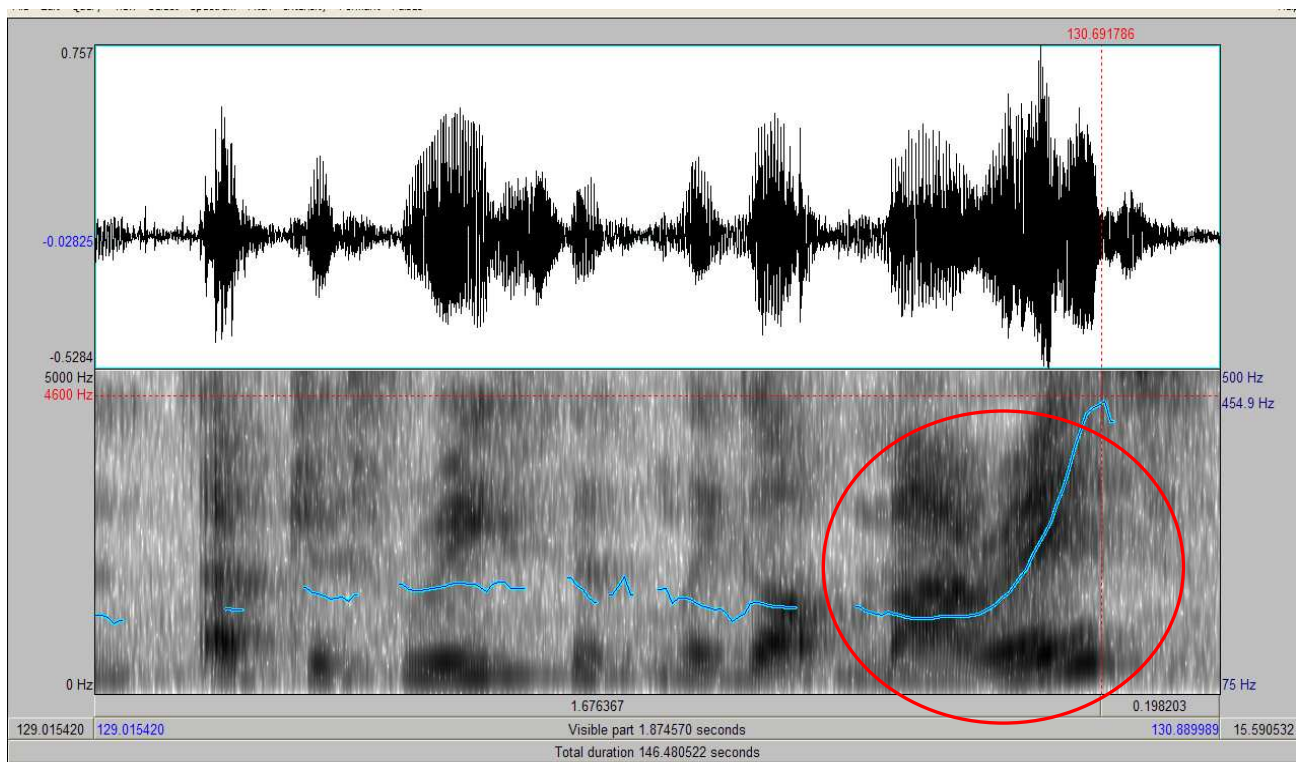 130.691786
0.757
-0.02825
-0.5284
5000 Hz 500 Hz
4600 Hz 454.9 Hz
0 Hz 75 Hz
1.676367 0.198203
129.015420 129.015420 Visible part 1.874570 seconds 130.889989 15.590532
Total duration 146.480522 seconds